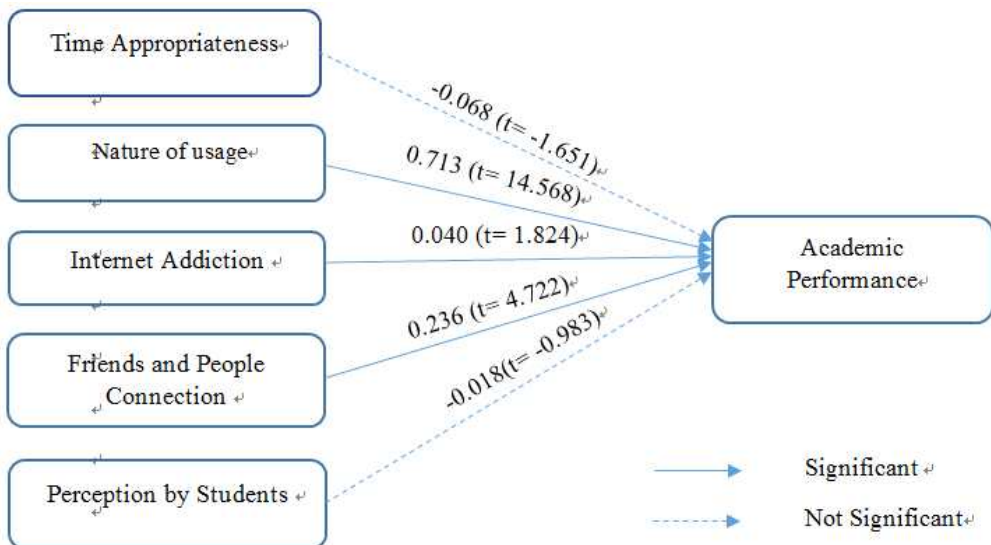 Time Appropriateness
-0.068 (t= -1.651)
Nature of usage
0.713 (t= 14.568)
Internet Addiction
0.040 (t= 1.824)
Academic
Performance
Friends and People
Connection
0.236 (t= 4.722)
Perception by Students
-0.018(t= -0.983)
Significant
Not Significant